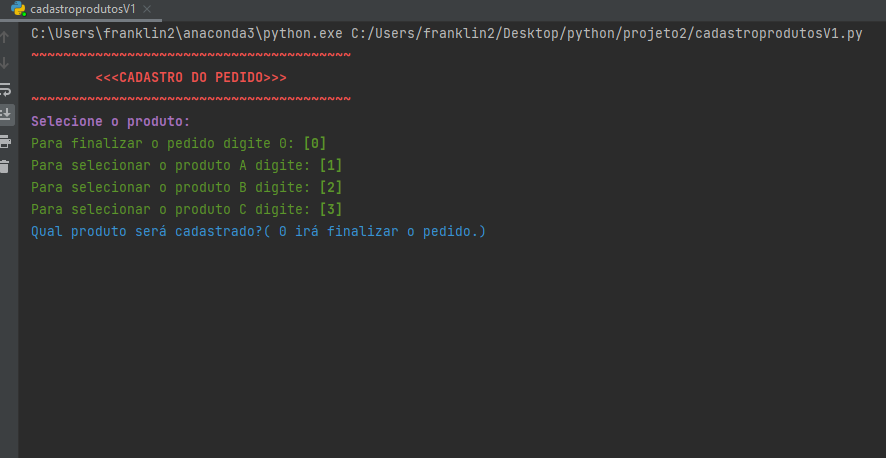 cadastroprodutosV1
C:\Users\franklin2\anaconda3\python.exe C:/Users/franklin2/Desktop/python/projeto2/cadastroprodutosV1.py
~~~~~~~~~~~~~~~~~~~~~~~~~~~~~~~~~~~~~~~~
<<<CADASTRO DO PEDIDO>>>
~~~~~~~~~~~~~~~~~~~~~~~~~~~~~~~~~~~~~~~~
Selecione o produto:
Para finalizar o pedido digite 0: [0]
Para selecionar o produto A digite: [1]
Para selecionar o produto B digite: [2]
Para selecionar o produto C digite: [3]
Qual produto será cadastrado?( 0 irá finalizar o pedido.)